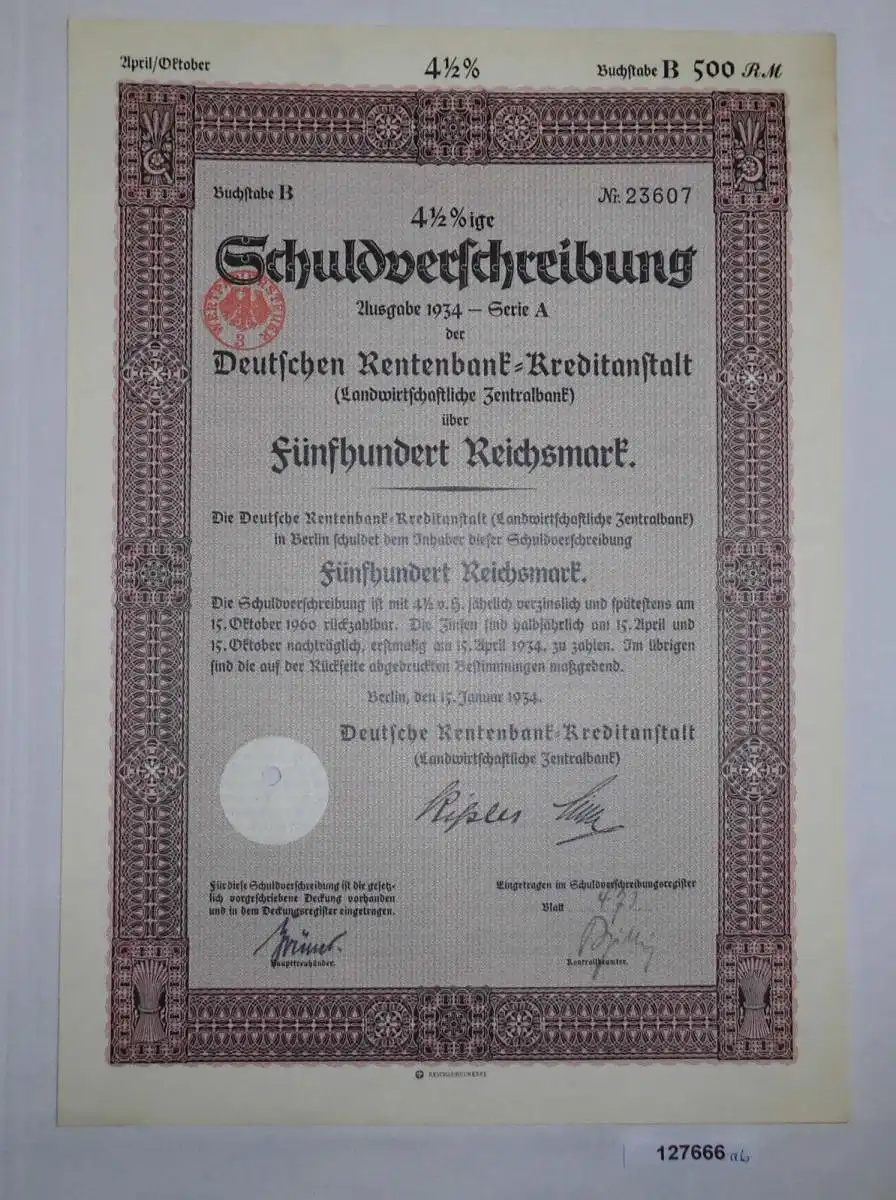 April/Oktober 4½% Buchstabe B 500 RM
Buchstabe B Nr. 23607
4½%ige
Schuldverschreibung
WERTPAPIERSTEUER
3
Ausgabe 1934 — Serie A
der
Deutschen Rentenbank-Kreditanstalt
(Landwirtschaftliche Zentralbank)
über
Fünfhundert Reichsmark.
Die Deutsche Rentenbank-Kreditanstalt (Landwirtschaftliche Zentralbank)
in Berlin schuldet dem Inhaber dieser Schuldverschreibung
Fünfhundert Reichsmark.
Die Schuldverschreibung ist mit 4½ v. H. jährlich verzinslich und spätestens am
15. Oktober 1960 rückzahlbar. Die Zinsen sind halbjährlich am 15. April und
15. Oktober nachträglich, erstmalig am 15. April 1934, zu zahlen. Im übrigen
sind die auf der Rückseite abgedruckten Bestimmungen maßgebend.
Berlin, den 15. Januar 1934.
Deutsche Rentenbank-Kreditanstalt
(Landwirtschaftliche Zentralbank)
Für diese Schuldverschreibung ist die gesetz-
lich vorgeschriebene Deckung vorhanden
und in dem Deckungsregister eingetragen.
Haupttreuhänder.
Eingetragen im Schuldverschreibungsregister
Blatt
Kontrollbeamter.
REICHSDRUCKEREI
127666 ab